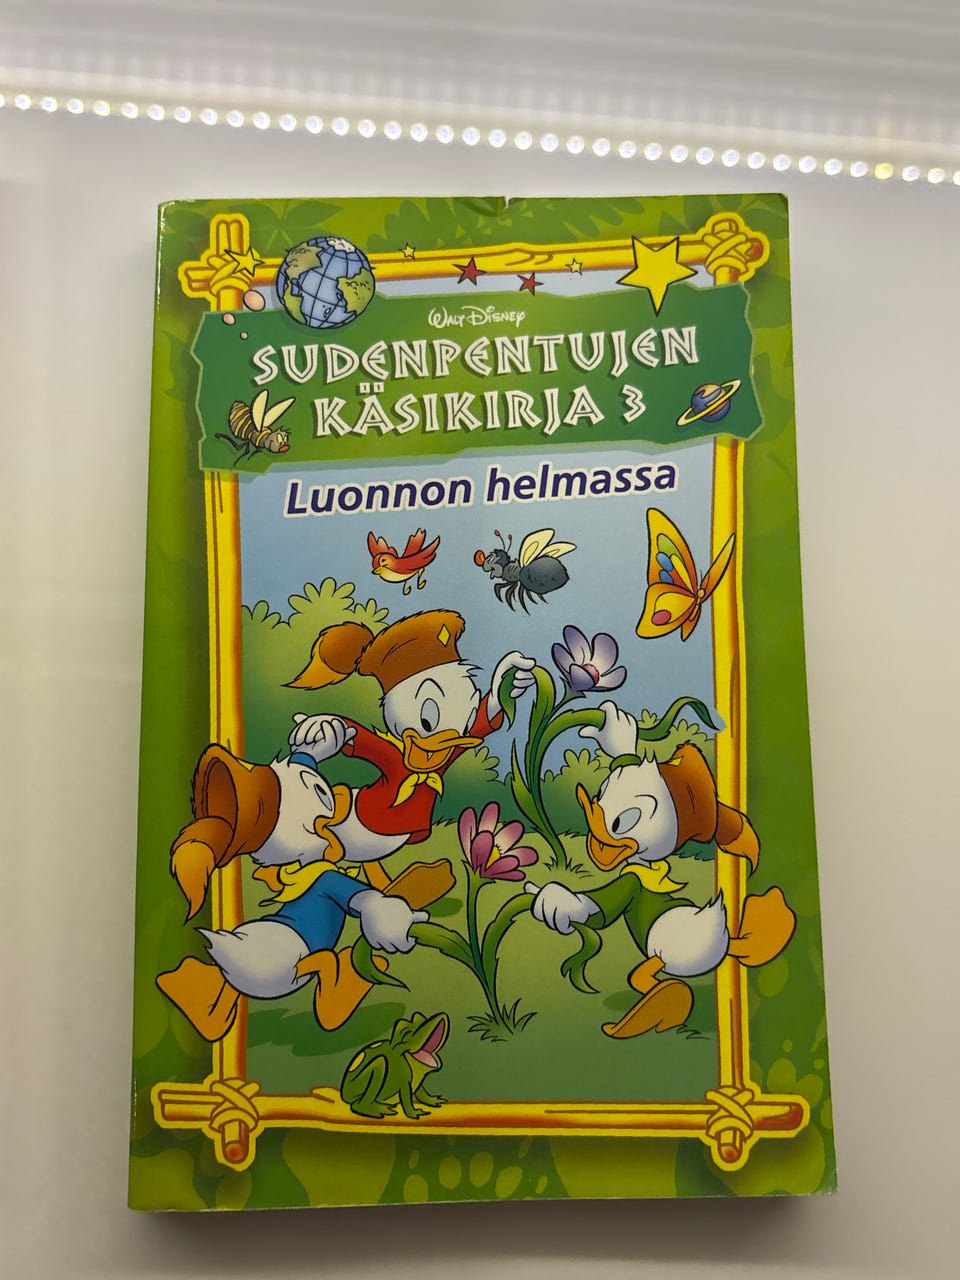 WALT DISNEY
SUDENPENTUJEN
KÄSIKIRJA 3
Luonnon helmassa